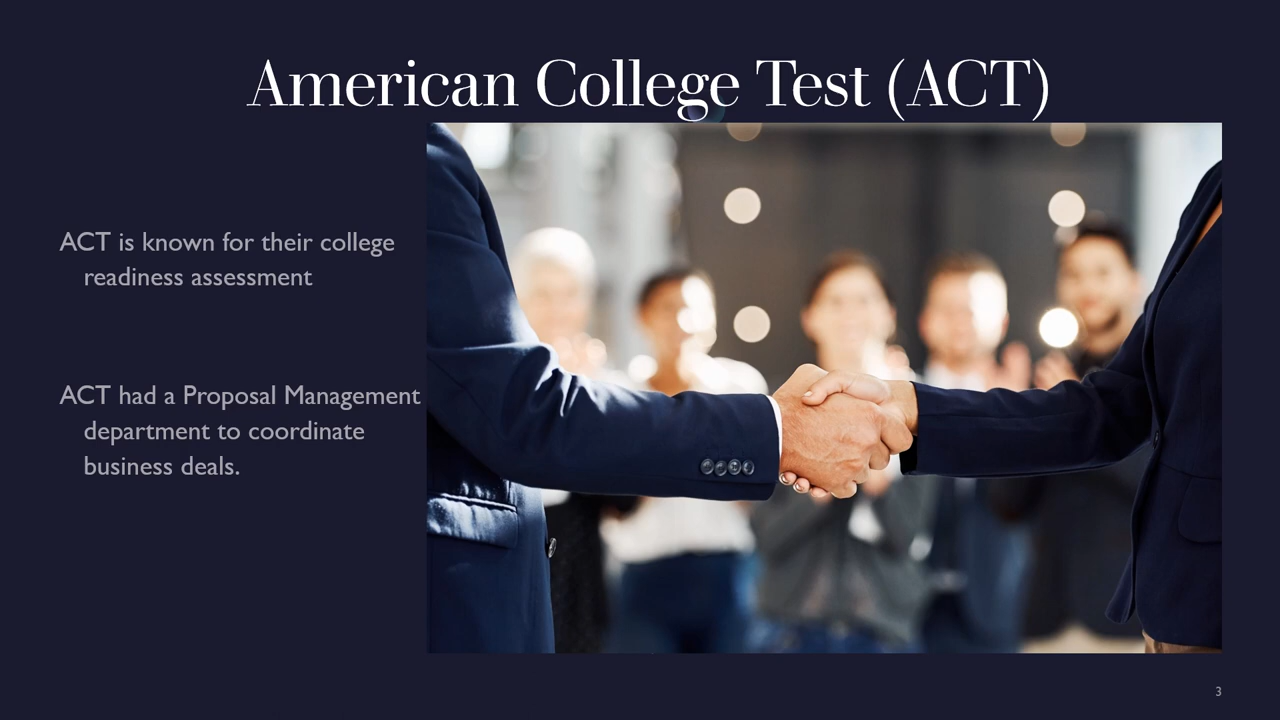 American College Test (ACT)
ACT is known for their college
readiness assessment
ACT had a Proposal Management
department to coordinate
business deals.
3